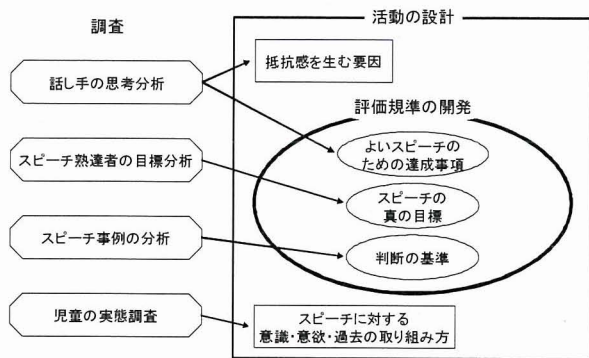 調査
活動の設計
話し手の思考分析
抵抗感を生む要因
評価規準の開発
よいスピーチの
ための達成事項
スピーチ熟達者の目標分析
スピーチの
真の目標
スピーチ事例の分析
判断の基準
児童の実態調査
スピーチに対する
意識・意欲・過去の取り組み方